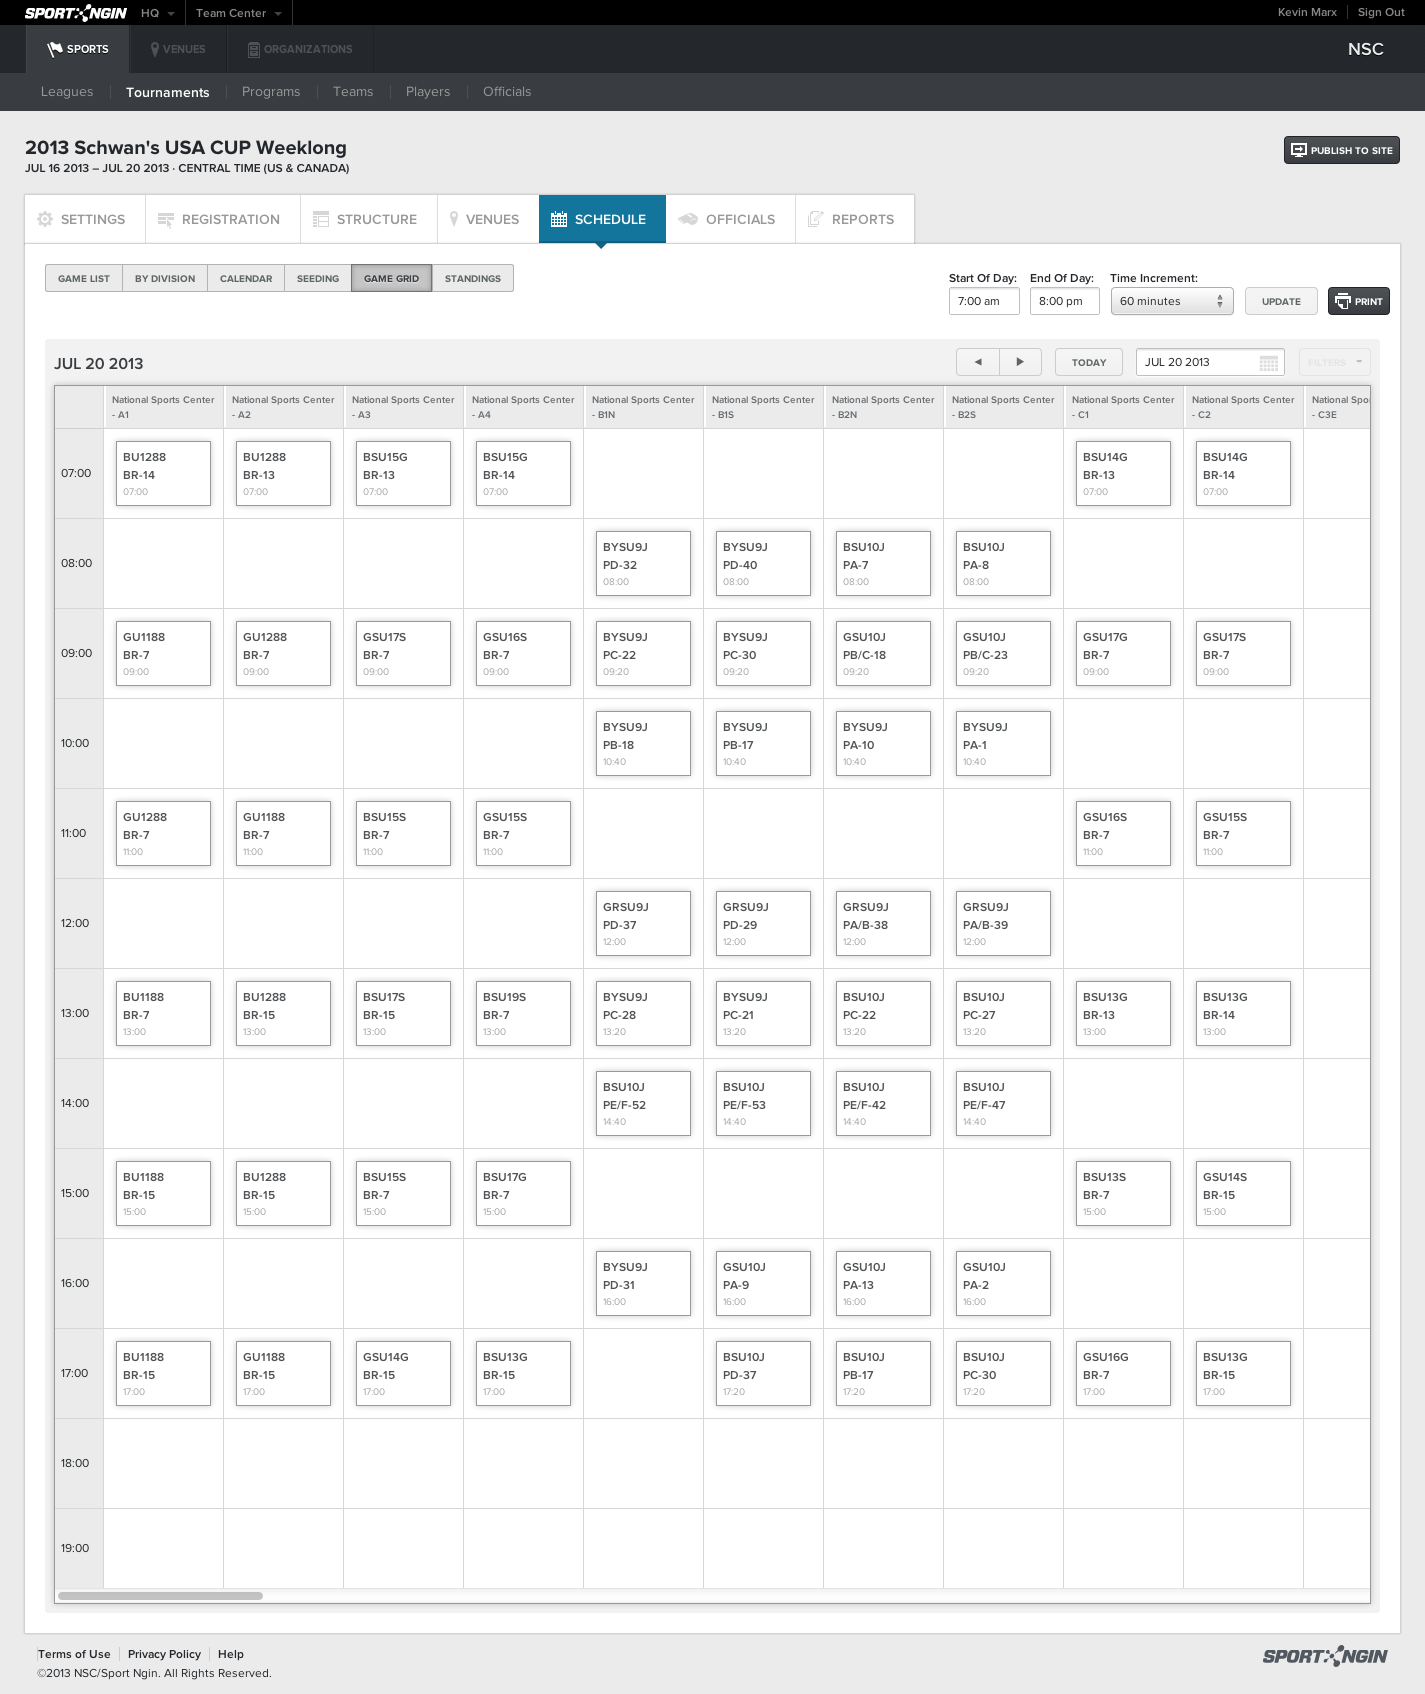 SPORT NGIN HQ Team Center Kevin Marx Sign Out
SPORTS VENUES ORGANIZATIONS NSC
Leagues Tournaments Programs Teams Players Officials
2013 Schwan's USA CUP Weeklong
JUL 16 2013 – JUL 20 2013 · CENTRAL TIME (US & CANADA)
PUBLISH TO SITE
SETTINGS REGISTRATION STRUCTURE VENUES SCHEDULE OFFICIALS REPORTS
GAME LIST BY DIVISION CALENDAR SEEDING GAME GRID STANDINGS
Start Of Day: End Of Day: Time Increment:
7:00 am 8:00 pm 60 minutes UPDATE PRINT
JUL 20 2013 TODAY JUL 20 2013 FILTERS
National Sports Center National Sports Center National Sports Center National Sports Center National Sports Center National Sports Center National Sports Center National Sports Center National Sports Center National Sports Center National Spo
- A1 - A2 - A3 - A4 - B1N - B1S - B2N - B2S - C1 - C2 - C3E
07:00
BU1288 BU1288 BSU15G BSU15G BSU14G BSU14G
BR-14 BR-13 BR-13 BR-14 BR-13 BR-14
07:00 07:00 07:00 07:00 07:00 07:00
08:00
BYSU9J BYSU9J BSU10J BSU10J
PD-32 PD-40 PA-7 PA-8
08:00 08:00 08:00 08:00
09:00
GU1188 GU1288 GSU17S GSU16S BYSU9J BYSU9J GSU10J GSU10J GSU17G GSU17S
BR-7 BR-7 BR-7 BR-7 PC-22 PC-30 PB/C-18 PB/C-23 BR-7 BR-7
09:00 09:00 09:00 09:00 09:20 09:20 09:20 09:20 09:00 09:00
10:00
BYSU9J BYSU9J BYSU9J BYSU9J
PB-18 PB-17 PA-10 PA-1
10:40 10:40 10:40 10:40
11:00
GU1288 GU1188 BSU15S GSU15S GSU16S GSU15S
BR-7 BR-7 BR-7 BR-7 BR-7 BR-7
11:00 11:00 11:00 11:00 11:00 11:00
12:00
GRSU9J GRSU9J GRSU9J GRSU9J
PD-37 PD-29 PA/B-38 PA/B-39
12:00 12:00 12:00 12:00
13:00
BU1188 BU1288 BSU17S BSU19S BYSU9J BYSU9J BSU10J BSU10J BSU13G BSU13G
BR-7 BR-15 BR-15 BR-7 PC-28 PC-21 PC-22 PC-27 BR-13 BR-14
13:00 13:00 13:00 13:00 13:20 13:20 13:20 13:20 13:00 13:00
14:00
BSU10J BSU10J BSU10J BSU10J
PE/F-52 PE/F-53 PE/F-42 PE/F-47
14:40 14:40 14:40 14:40
15:00
BU1188 BU1288 BSU15S BSU17G BSU13S GSU14S
BR-15 BR-15 BR-7 BR-7 BR-7 BR-15
15:00 15:00 15:00 15:00 15:00 15:00
16:00
BYSU9J GSU10J GSU10J GSU10J
PD-31 PA-9 PA-13 PA-2
16:00 16:00 16:00 16:00
17:00
BU1188 GU1188 GSU14G BSU13G BSU10J BSU10J BSU10J GSU16G BSU13G
BR-15 BR-15 BR-15 BR-15 PD-37 PB-17 PC-30 BR-7 BR-15
17:00 17:00 17:00 17:00 17:20 17:20 17:20 17:00 17:00
18:00
19:00
Terms of Use Privacy Policy Help
©2013 NSC/Sport Ngin. All Rights Reserved.
SPORT NGIN